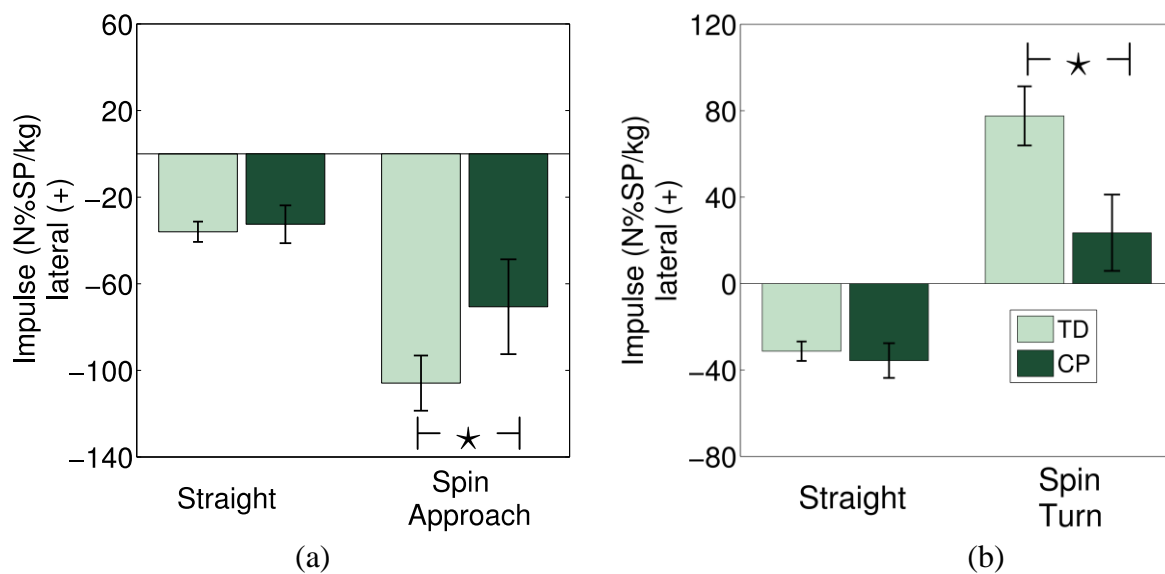 60
20
−20
−60
−100
−140
Impulse (N%SP/kg)
lateral (+)
Straight
Spin
Approach
(a)
120
80
40
0
−40
−80
Impulse (N%SP/kg)
lateral (+)
TD
CP
Straight
Spin
Turn
(b)